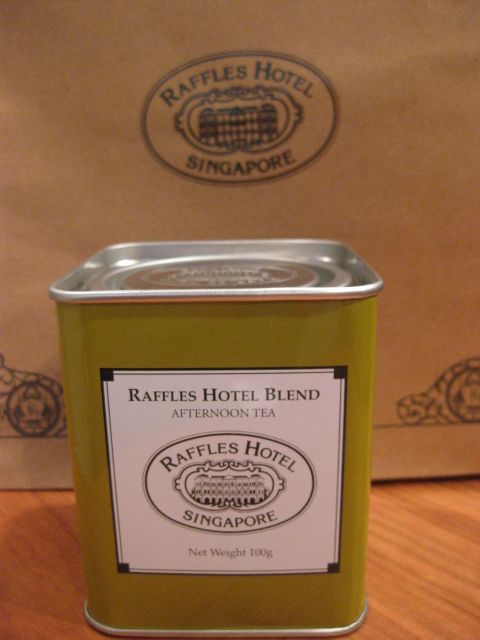 RAFFLES HOTEL
SINGAPORE
RAFFLES HOTEL BLEND
AFTERNOON TEA
RAFFLES HOTEL
SINGAPORE
Net Weight 100g